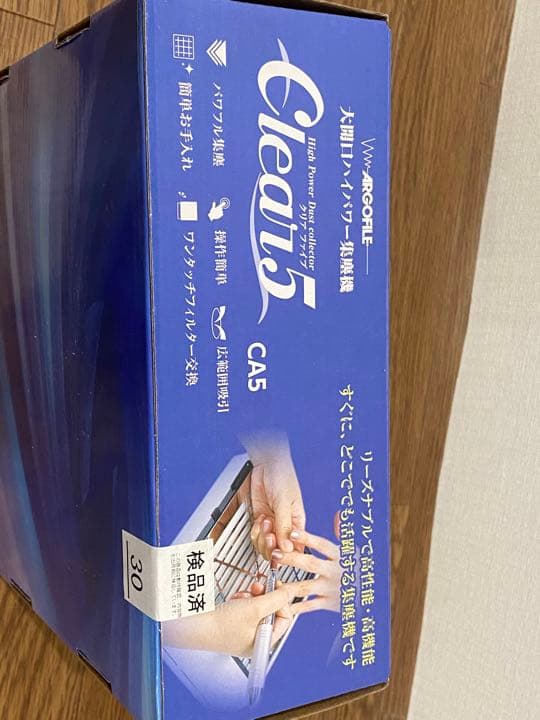 ARGOFILE
大開口ハイパワー集塵機
Clear5
High Power Dust collector
クリア ファイブ
CA5
パワフル集塵
操作簡単
広範囲吸引
簡単お手入れ
ワンタッチフィルター交換
リーズナブルで高性能・高機能
すぐに、どこででも活躍する集塵機です
検品済
30